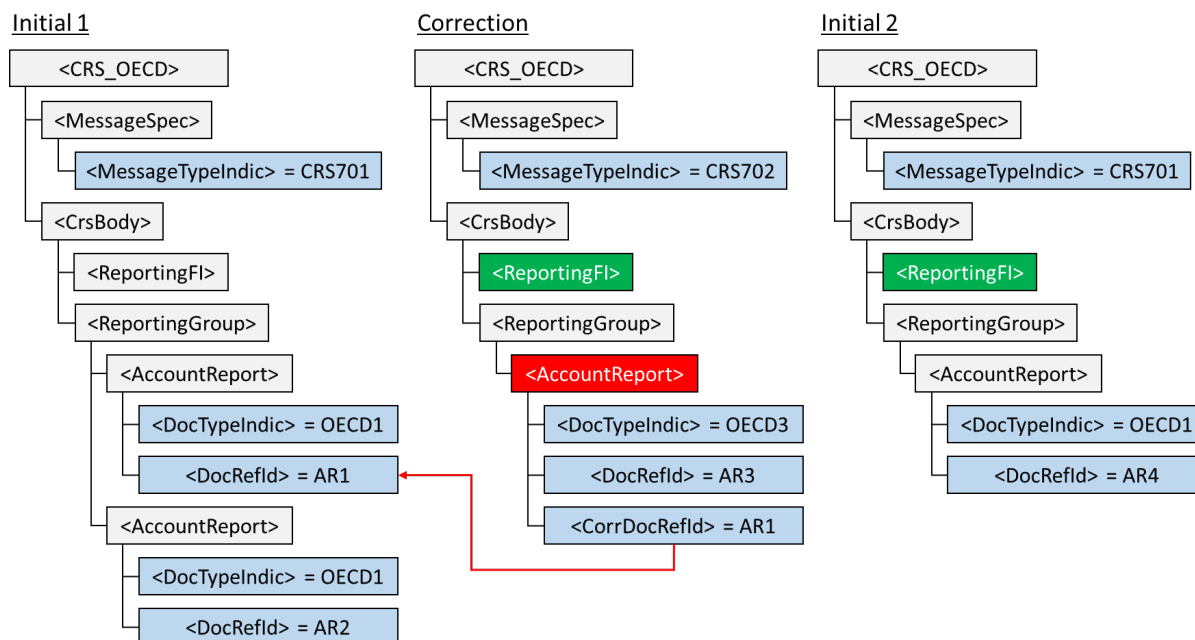 Initial 1
<CRS_OECD>
<MessageSpec>
<MessageTypeIndic> = CRS701
<CrsBody>
<ReportingFI>
<ReportingGroup>
<AccountReport>
<DocTypeIndic> = OECD1
<DocRefId> = AR1
<AccountReport>
<DocTypeIndic> = OECD1
<DocRefId> = AR2
Correction
<CRS_OECD>
<MessageSpec>
<MessageTypeIndic> = CRS702
<CrsBody>
<ReportingFI>
<ReportingGroup>
<AccountReport>
<DocTypeIndic> = OECD3
<DocRefId> = AR3
<CorrDocRefId> = AR1
Initial 2
<CRS_OECD>
<MessageSpec>
<MessageTypeIndic> = CRS701
<CrsBody>
<ReportingFI>
<ReportingGroup>
<AccountReport>
<DocTypeIndic> = OECD1
<DocRefId> = AR4